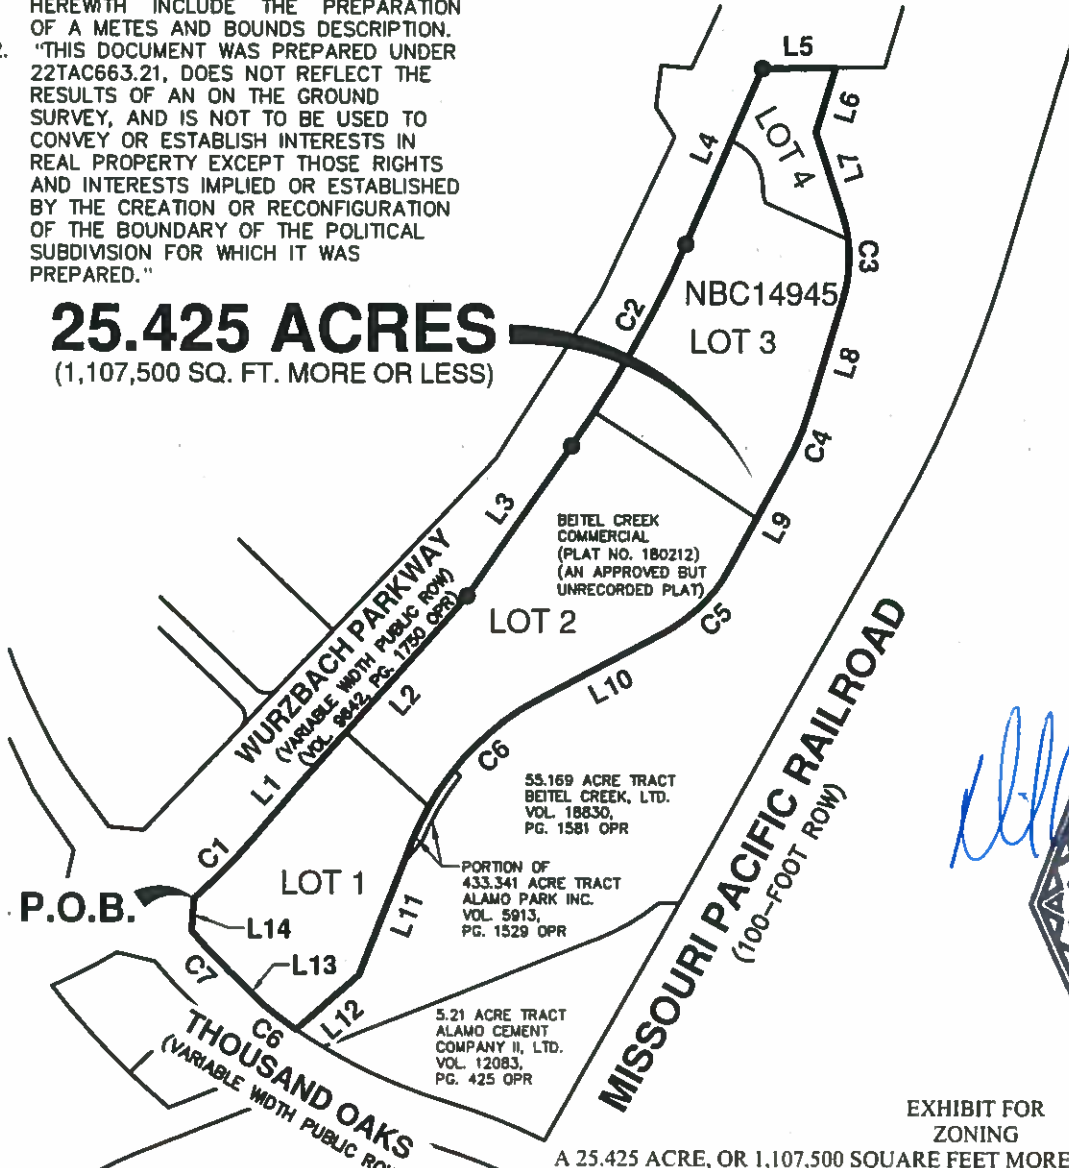 HEREWITH INCLUDE THE PREPARATION
OF A METES AND BOUNDS DESCRIPTION.
2. "THIS DOCUMENT WAS PREPARED UNDER
22TAC663.21, DOES NOT REFLECT THE
RESULTS OF AN ON THE GROUND
SURVEY, AND IS NOT TO BE USED TO
CONVEY OR ESTABLISH INTERESTS IN
REAL PROPERTY EXCEPT THOSE RIGHTS
AND INTERESTS IMPLIED OR ESTABLISHED
BY THE CREATION OR RECONFIGURATION
OF THE BOUNDARY OF THE POLITICAL
SUBDIVISION FOR WHICH IT WAS
PREPARED."
25.425 ACRES
(1,107,500 SQ. FT. MORE OR LESS)
L5
L6
L4
LOT 4
L7
C3
C2
NBC14945
LOT 3
L8
C4
L3
L9
BEITEL CREEK
COMMERCIAL
(PLAT NO. 180212)
(AN APPROVED BUT
UNRECORDED PLAT)
LOT 2
C5
WURZBACH PARKWAY
(VARIABLE WIDTH PUBLIC ROW)
(VOL. 9642, PG. 1750 OPR)
L2
L10
L1
C6
55.169 ACRE TRACT
BEITEL CREEK, LTD.
VOL. 18830,
PG. 1581 OPR
MISSOURI PACIFIC RAILROAD
(100-FOOT ROW)
C1
LOT 1
PORTION OF
433.341 ACRE TRACT
ALAMO PARK INC.
VOL. 5913,
PG. 1529 OPR
P.O.B.
L11
L14
C7
L13
C6
L12
5.21 ACRE TRACT
ALAMO CEMENT
COMPANY II, LTD.
VOL. 12083,
PG. 425 OPR
THOUSAND OAKS
(VARIABLE WIDTH PUBLIC ROW
EXHIBIT FOR
ZONING
A 25.425 ACRE, OR 1,107,500 SQUARE FEET MORE